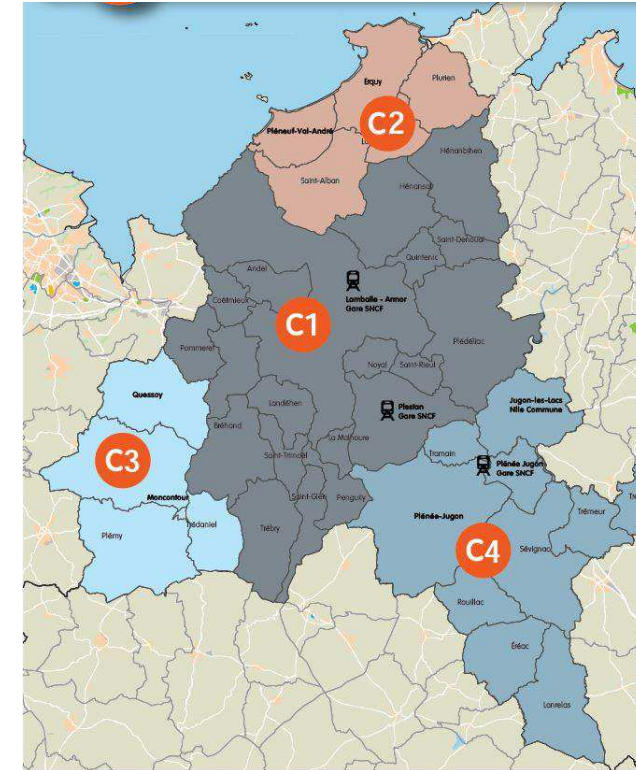 Erquy
Plurien
C2
Pléneuf-Val-André
Saint-Alban
Hénanbihen
Hénansal
Saint-Denoual
Quintenic
Andel
Lamballe - Armor
Gare SNCF
Coëtmieux
C1
Pommeret
Plédéliac
Noyal
Saint-Rieul
Quessoy
Jugon-les-Lacs
Nlle Commune
Landéhen
Plestan
Gare SNCF
Bréhand
La Malhoure
Tramain
C3
Saint-Trimoël
Plénée Jugon
Gare SNCF
Moncontour
Saint-Glen
Penguily
Trémeur
Plénée-Jugon
Trédaniel
Plémy
Trébry
C4
Sévignac
Rouillac
Éréac
Lanrelas